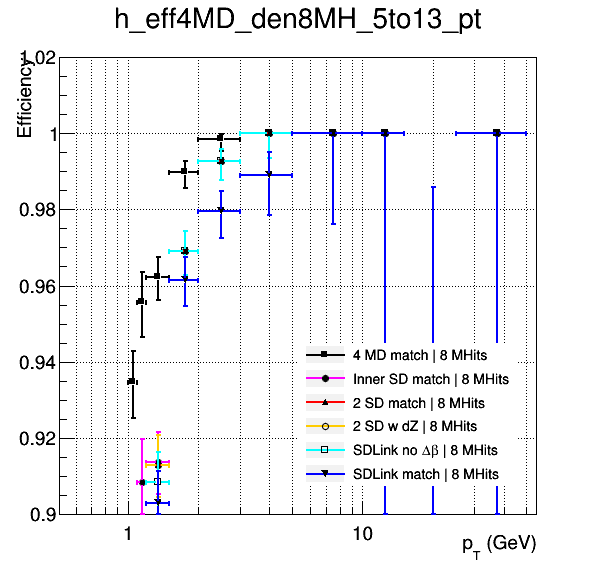 h_eff4MD_den8MH_5to13_pt
Efficiency
1.02
1
0.98
0.96
0.94
0.92
0.9
4 MD match | 8 MHits
Inner SD match | 8 MHits
2 SD match | 8 MHits
2 SD w dZ | 8 MHits
SDLink no Δβ | 8 MHits
SDLink match | 8 MHits
1
10
p_T (GeV)